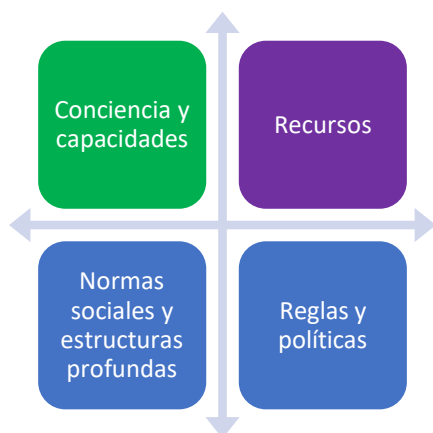 Conciencia y
capacidades
Recursos
Normas
sociales y
estructuras
profundas
Reglas y
políticas